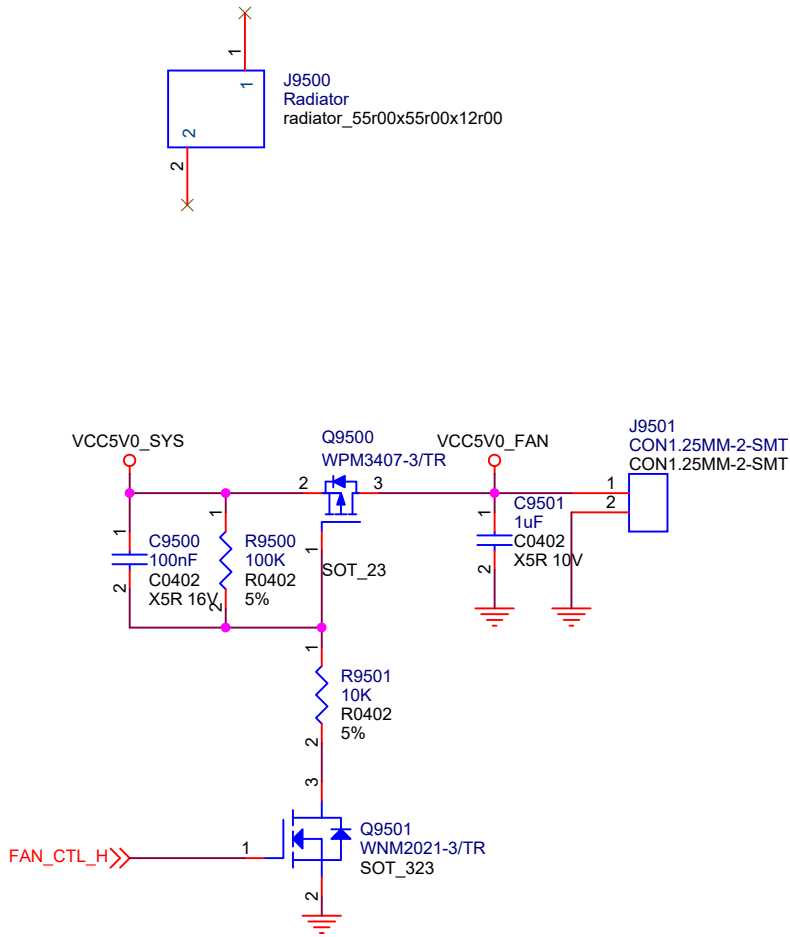 1
1
J9500
Radiator
radiator_55r00x55r00x12r00
2
2
VCC5V0_SYS
Q9500
WPM3407-3/TR
VCC5V0_FAN
J9501
CON1.25MM-2-SMT
CON1.25MM-2-SMT
2
3
1
2
1
C9500
100nF
C0402
X5R 16V
2
1
R9500
100K
R0402
5%
2
1
SOT_23
1
C9501
1uF
C0402
X5R 10V
2
1
R9501
10K
R0402
5%
2
3
FAN_CTL_H
1
Q9501
WNM2021-3/TR
SOT_323
2